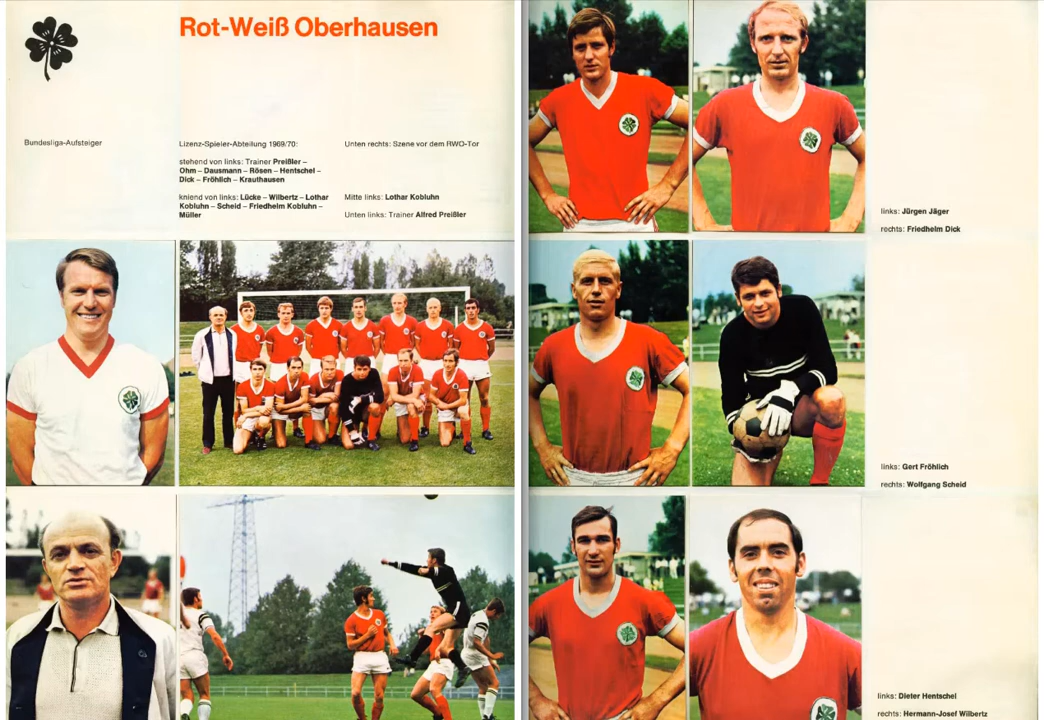 Rot-Weiß Oberhausen
Bundesliga-Aufsteiger
Lizenz-Spieler-Abteilung 1969/70:
stehend von links: Trainer Preißler –
Ohm – Dausmann – Rösen – Hentschel –
Dick – Fröhlich – Krauthausen
kniend von links: Lücke – Wilbertz – Lothar
Kobluhn – Scheid – Friedhelm Kobluhn –
Müller
Unten rechts: Szene vor dem RWO-Tor
Mitte links: Lothar Kobluhn
Unten links: Trainer Alfred Preißler
links: Jürgen Jäger
rechts: Friedhelm Dick
links: Gert Fröhlich
rechts: Wolfgang Scheid
links: Dieter Hentschel
rechts: Hermann-Josef Wilbertz